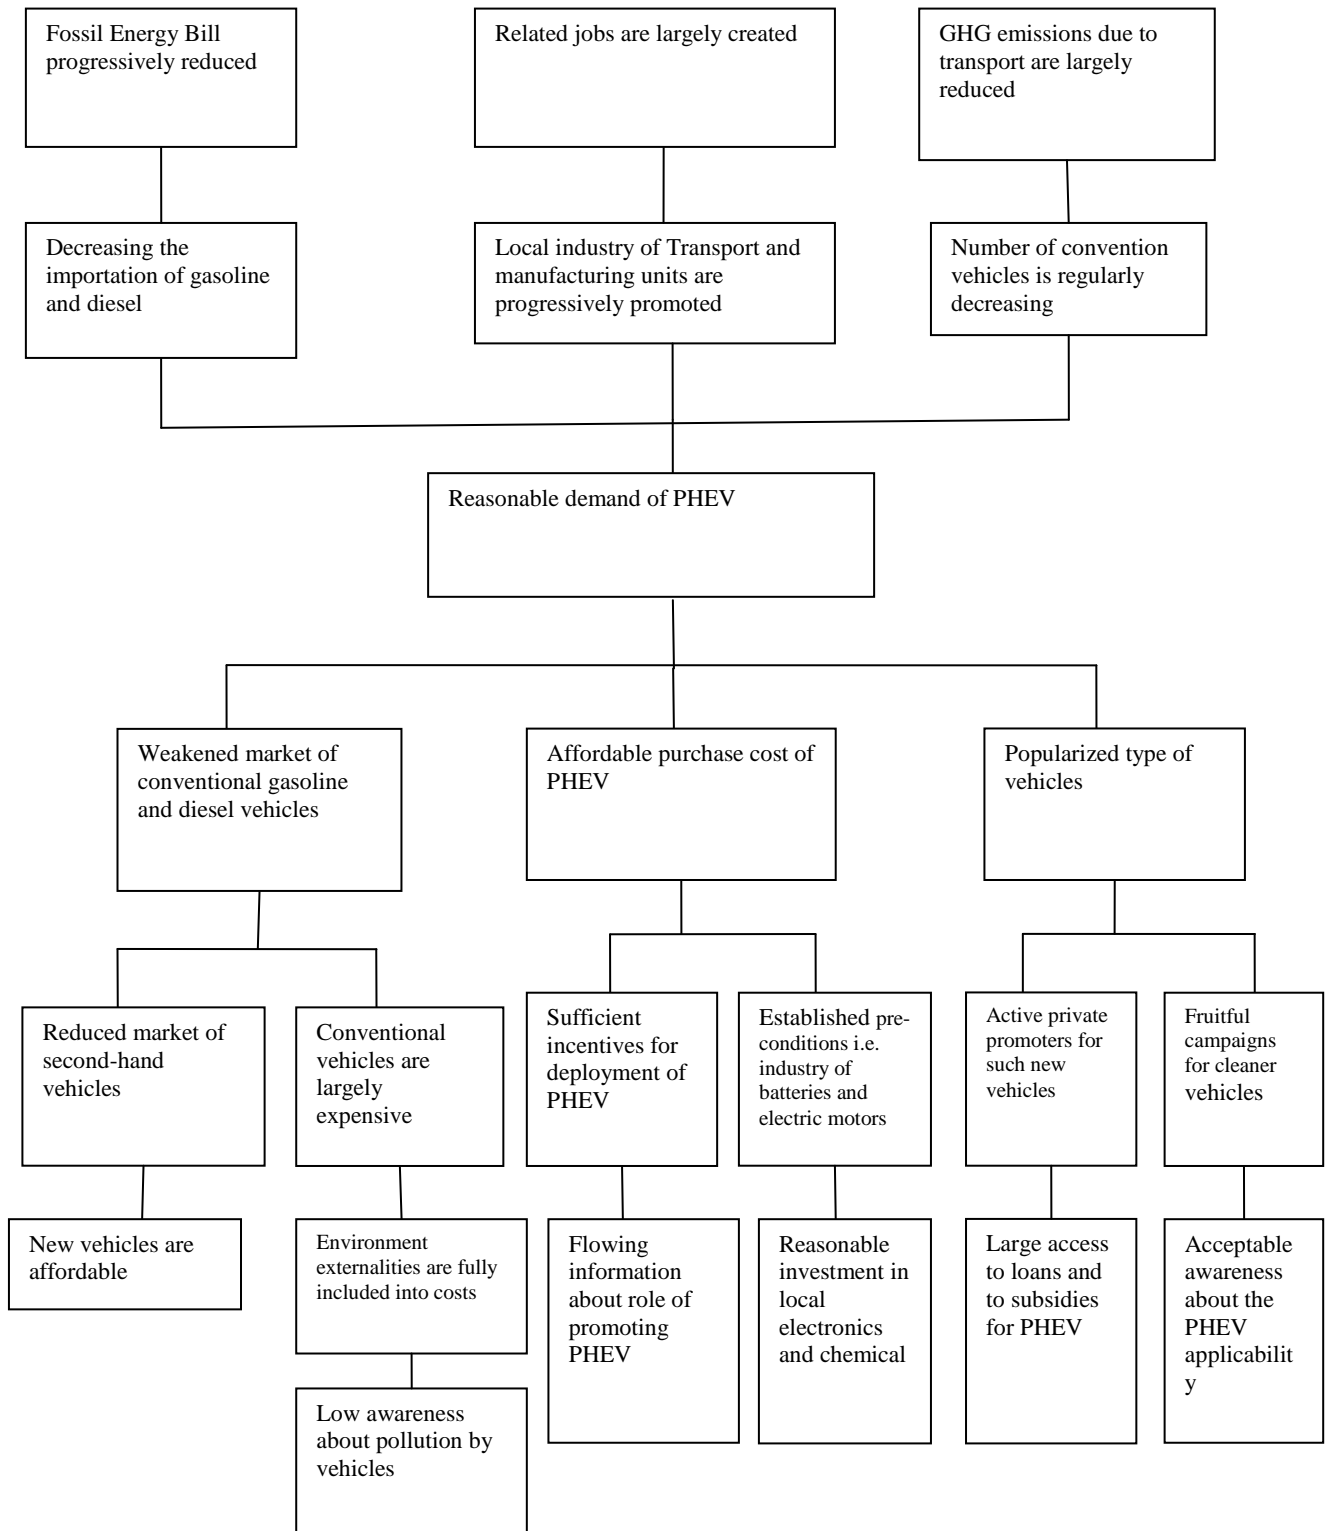 Fossil Energy Bill
progressively reduced
Related jobs are largely created
GHG emissions due to
transport are largely
reduced
Decreasing the
importation of gasoline
and diesel
Local industry of Transport and
manufacturing units are
progressively promoted
Number of convention
vehicles is regularly
decreasing
Reasonable demand of PHEV
Weakened market of
conventional gasoline
and diesel vehicles
Affordable purchase cost of
PHEV
Popularized type of
vehicles
Reduced market of
second-hand
vehicles
Conventional
vehicles are
largely
expensive
Sufficient
incentives for
deployment of
PHEV
Established pre-
conditions i.e.
industry of
batteries and
electric motors
Active private
promoters for
such new
vehicles
Fruitful
campaigns
for cleaner
vehicles
New vehicles are
affordable
Environment
externalities are fully
included into costs
Flowing
information
about role of
promoting
PHEV
Reasonable
investment in
local
electronics
and chemical
Large access
to loans and
to subsidies
for PHEV
Acceptable
awareness
about the
PHEV
applicabilit
y
Low awareness
about pollution by
vehicles